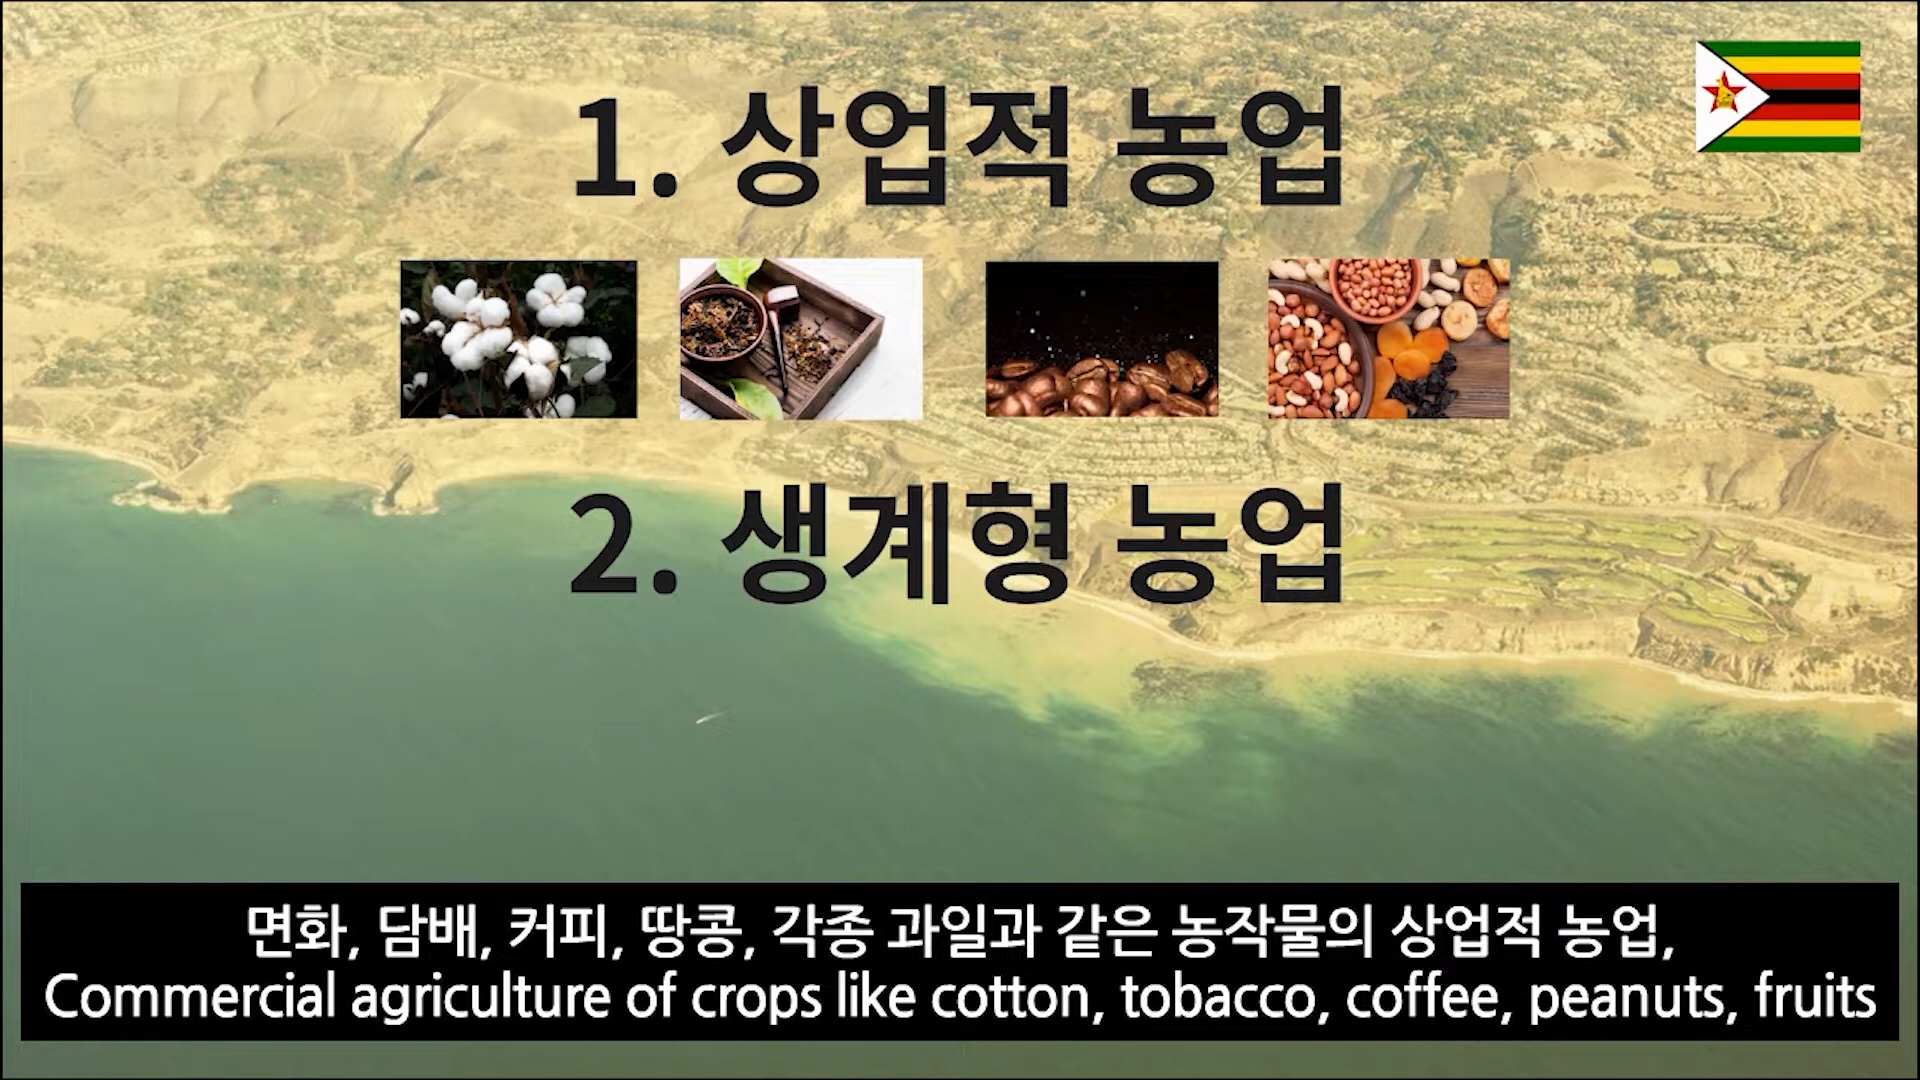 1. 상업적 농업
2. 생계형 농업
면화, 담배, 커피, 땅콩, 각종 과일과 같은 농작물의 상업적 농업,
Commercial agriculture of crops like cotton, tobacco, coffee, peanuts, fruits